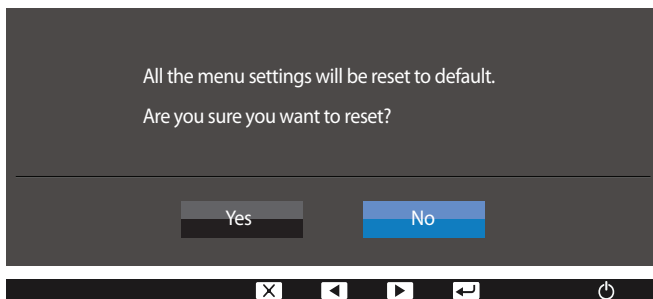 All the menu settings will be reset to default.
Are you sure you want to reset?
Yes
No